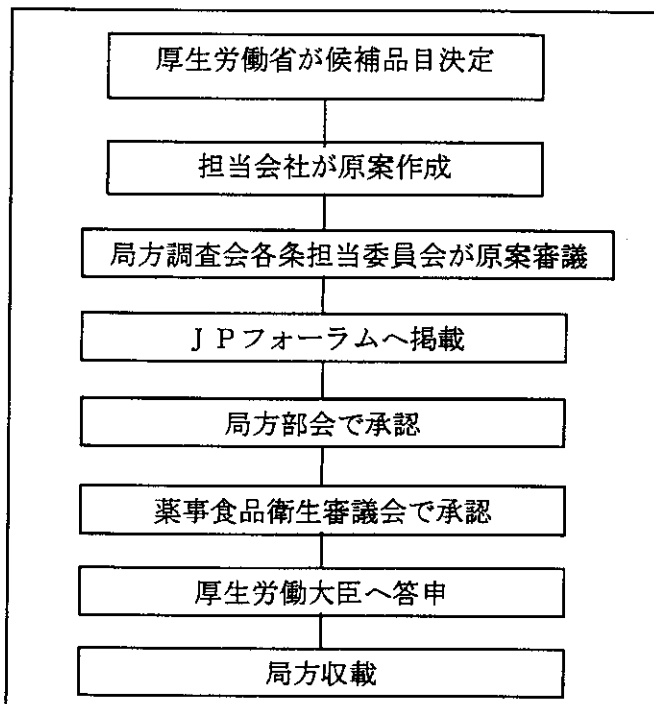 厚生労働省が候補品目決定
担当会社が原案作成
局方調査会各条担当委員会が原案審議
ＪＰフォーラムへ掲載
局方部会で承認
薬事食品衛生審議会で承認
厚生労働大臣へ答申
局方収載